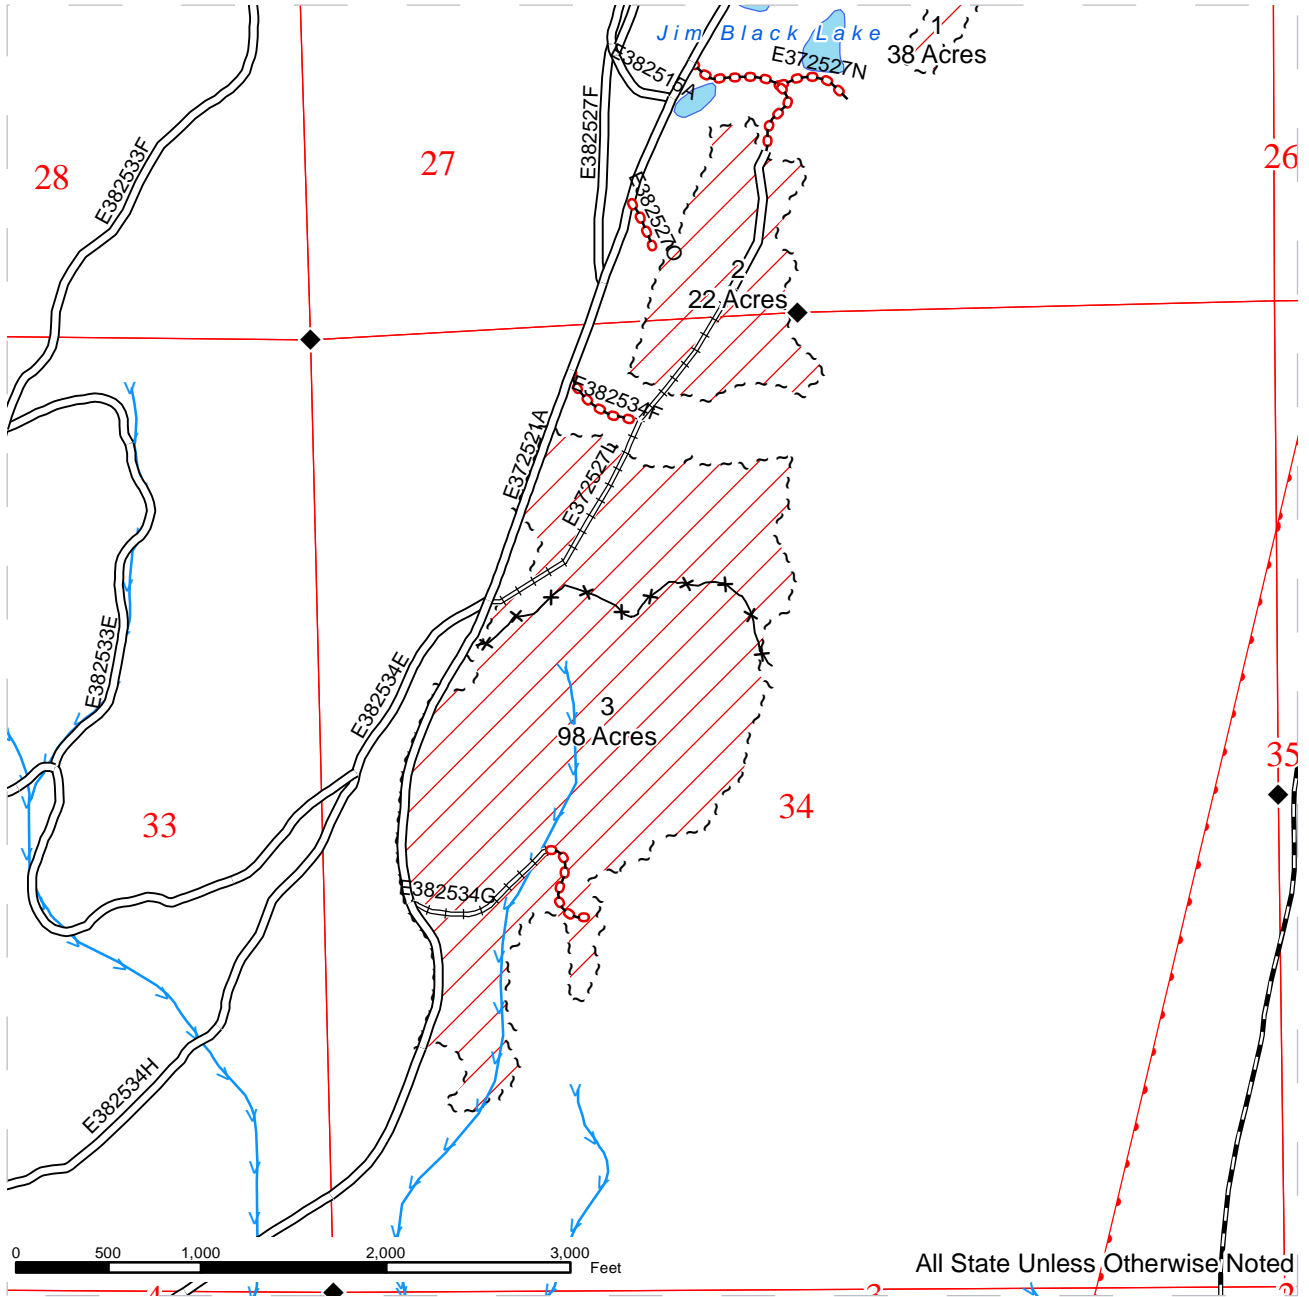 Jim Black Lake
1
38 Acres
E382515A
E372527N
E382527F
E382533F
28
27
26
E382527O
2
22 Acres
E382534F
E372521A
E372527L
E382533E
E382534E
3
98 Acres
33
34
35
E382534G
E382534H
0 500 1,000 2,000 3,000
Feet
All State Unless Otherwise Noted
4
3